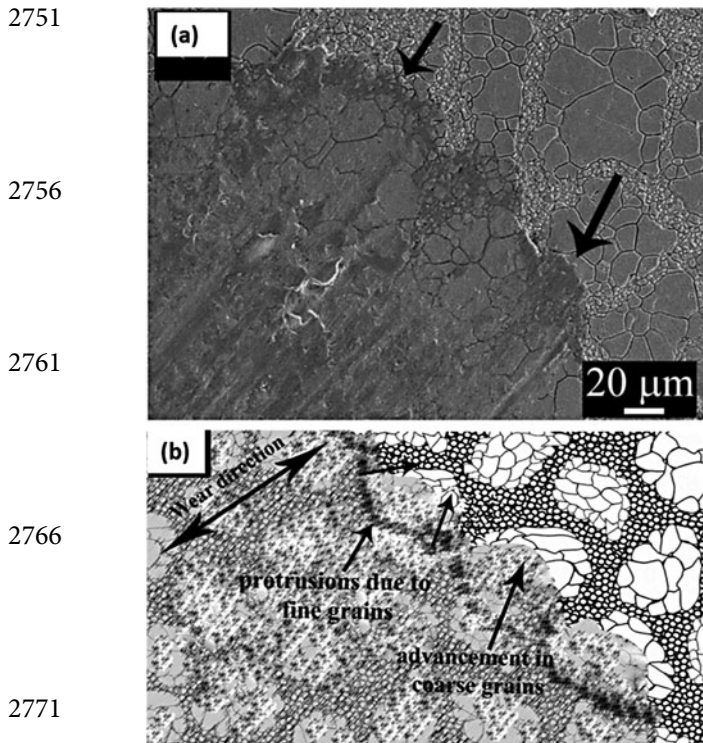 2751
(a)
2756
2761
20 μm
(b)
Wear direction
2766
protrusions due to
fine grains
advancement in
coarse grains
2771